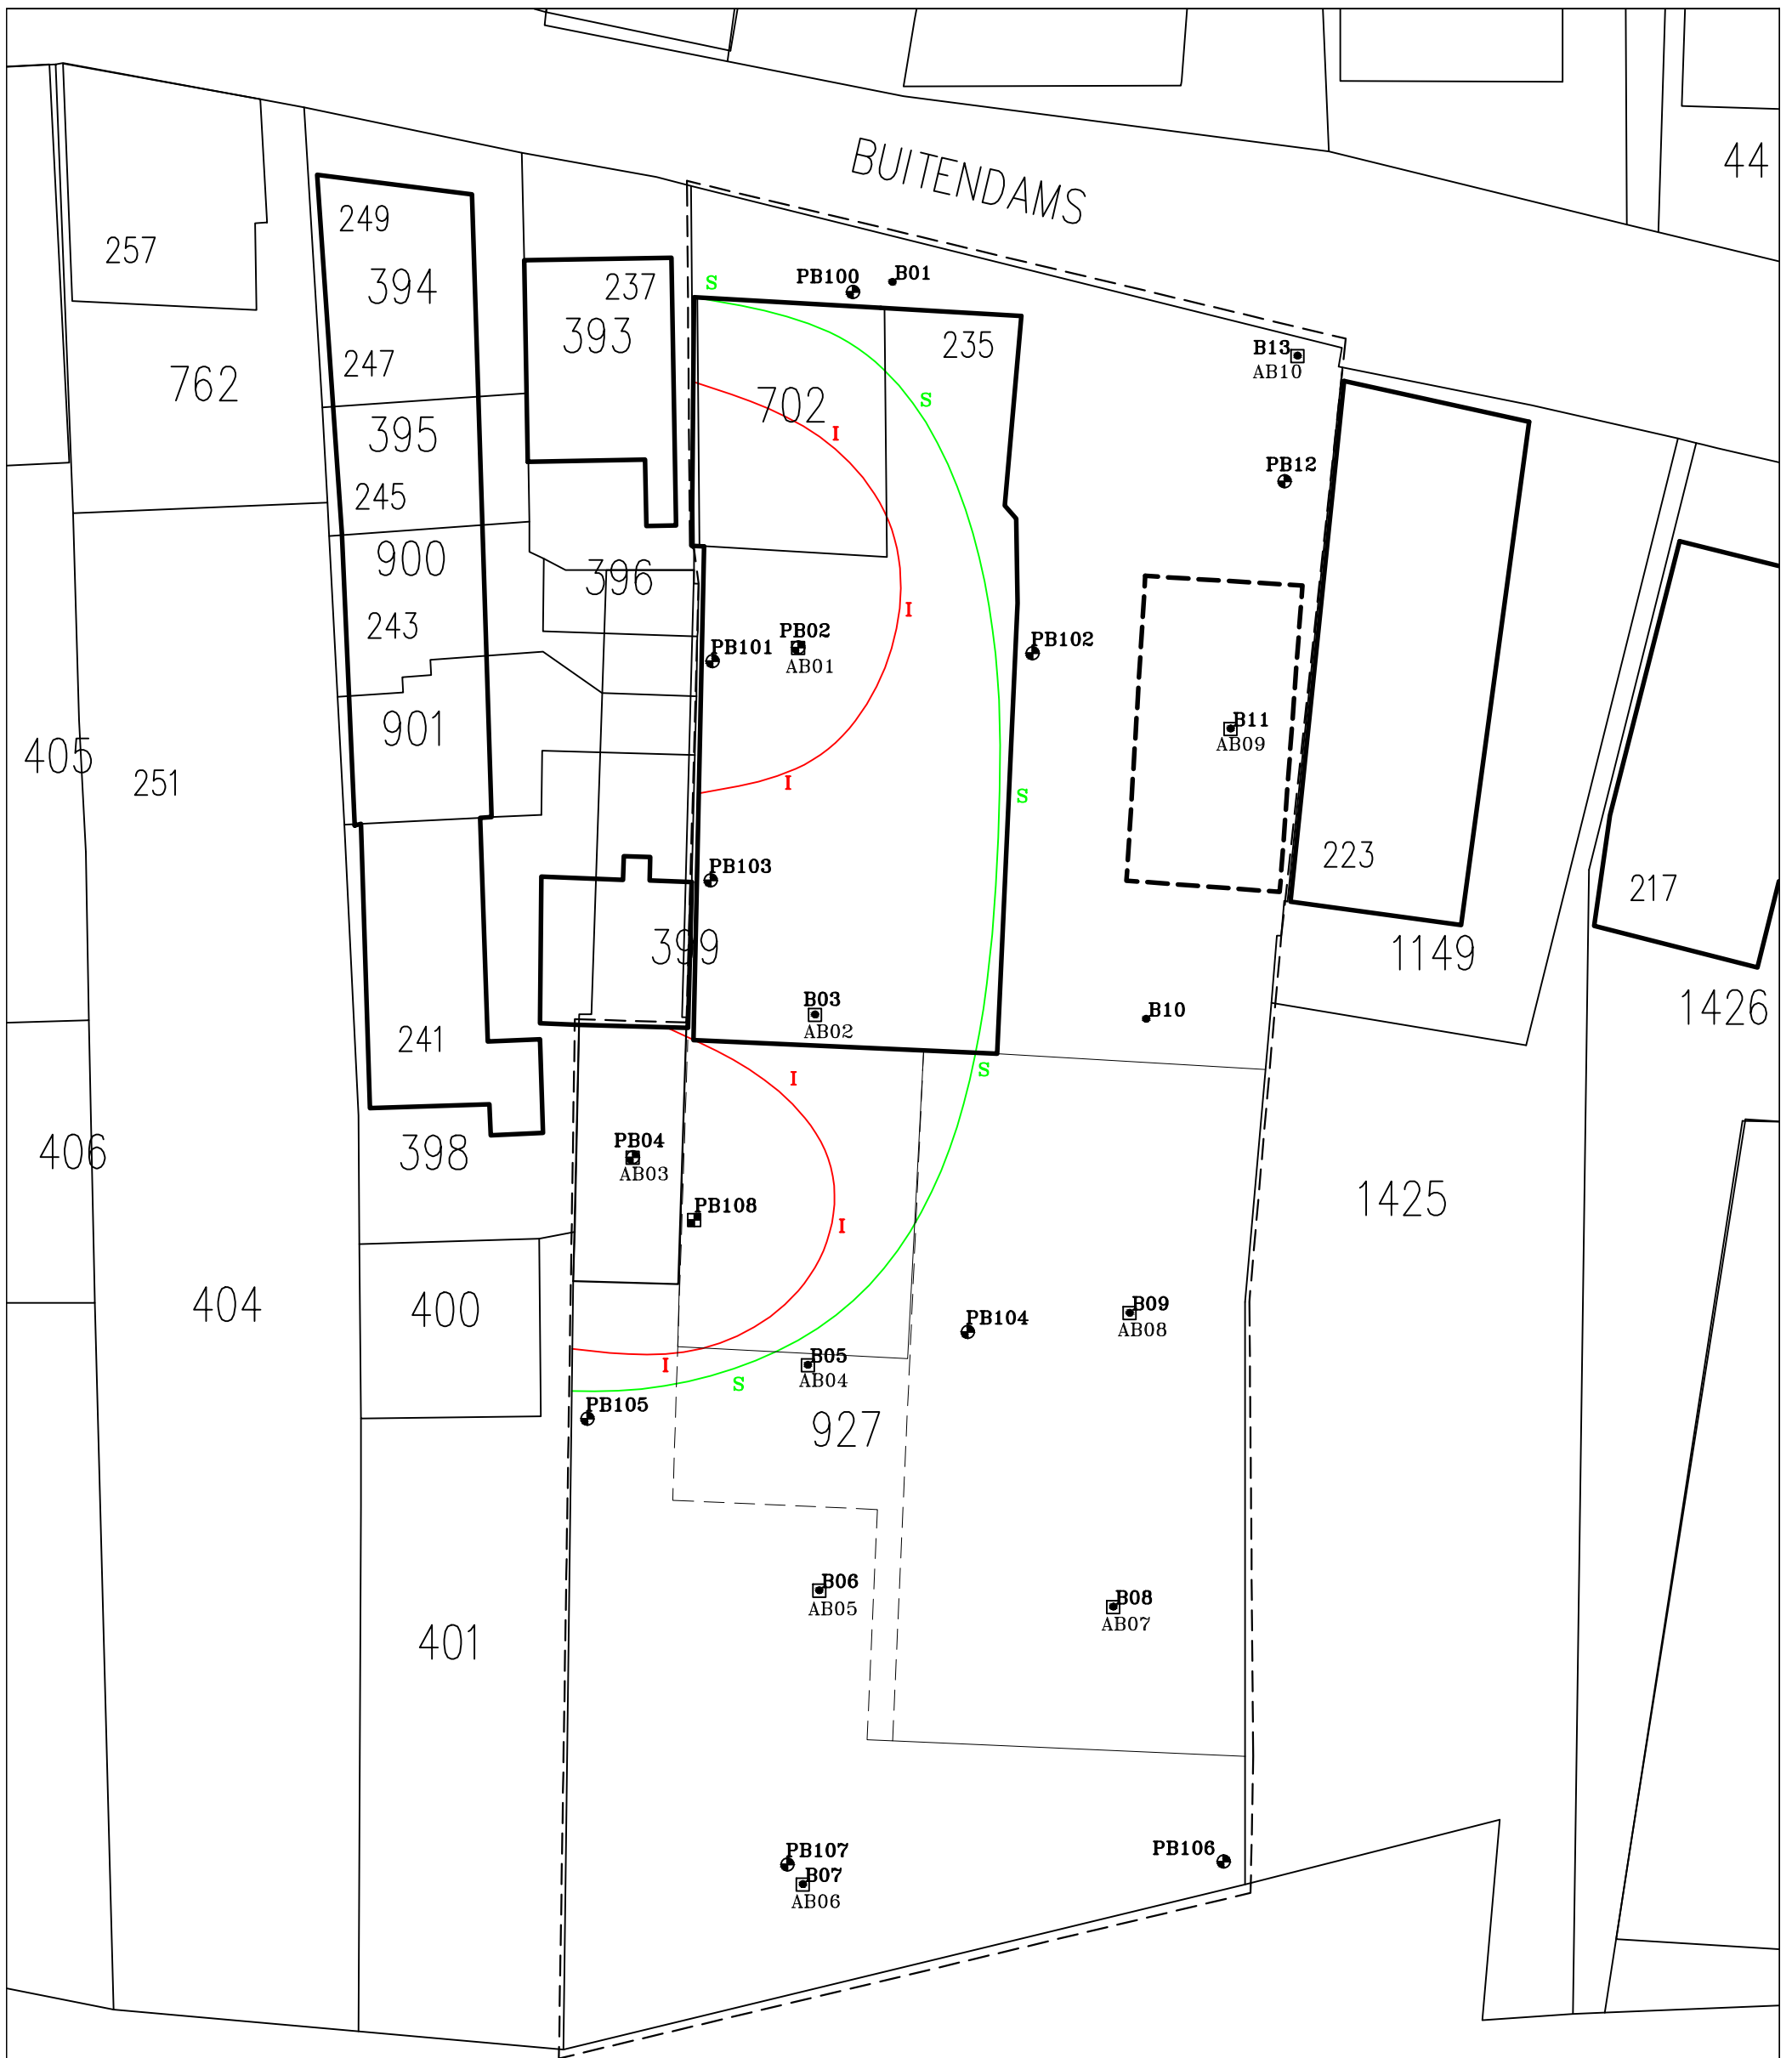 BUITENDAMS
44
249
257
394
237
393
S
PB100
B01
235
B13
AB10
247
762
702
S
I
395
245
PB12
900
396
243
I
PB101
PB02
AB01
PB102
901
B11
AB09
405
251
I
S
223
217
PB103
399
1149
B03
AB02
B10
1426
241
S
I
406
398
PB04
AB03
PB108
I
1425
404
400
PB104
B09
AB08
I
B05
AB04
S
PB105
927
401
B06
AB05
B08
AB07
PB107
B07
AB06
PB106